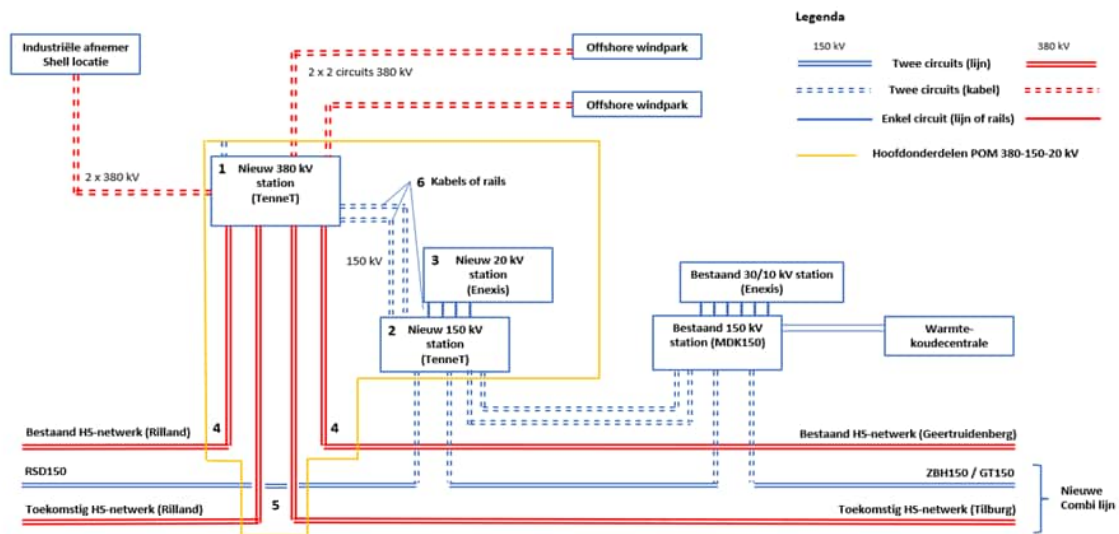 Legenda
150 kV
380 kV
Twee circuits (lijn)
Twee circuits (kabel)
Enkel circuit (lijn of rails)
Hoofdonderdelen POM 380-150-20 kV
Industriële afnemer
Shell locatie
Offshore windpark
2 x 2 circuits 380 kV
Offshore windpark
1 Nieuw 380 kV
station
(TenneT)
2 x 380 kV
6 Kabels of rails
150 kV
3 Nieuw 20 kV
station
(Enexis)
2 Nieuw 150 kV
station
(TenneT)
Bestaand 30/10 kV station
(Enexis)
Bestaand 150 kV
station (MDK150)
Warmte-
koudecentrale
Bestaand HS-netwerk (Rilland)
4
4
Bestaand HS-netwerk (Geertruidenberg)
RSD150
ZBH150 / GT150
Toekomstig HS-netwerk (Rilland)
5
Toekomstig HS-netwerk (Tilburg)
Nieuwe
Combi lijn